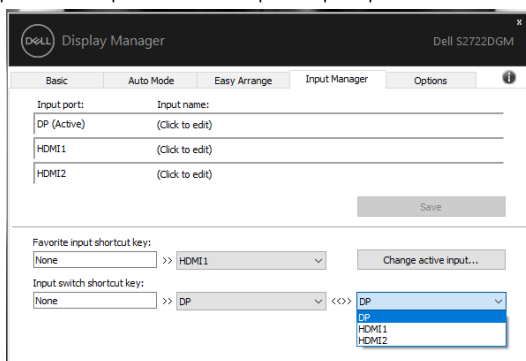 DELL Display Manager
x
Dell S2722DGM
Basic Auto Mode Easy Arrange Input Manager Options i
Input port: Input name:
DP (Active) (Click to edit)
HDMI1 (Click to edit)
HDMI2 (Click to edit)
Save
Favorite input shortcut key:
None >> HDMI1 Change active input...
Input switch shortcut key:
None >> DP <<>> DP
DP
HDMI1
HDMI2